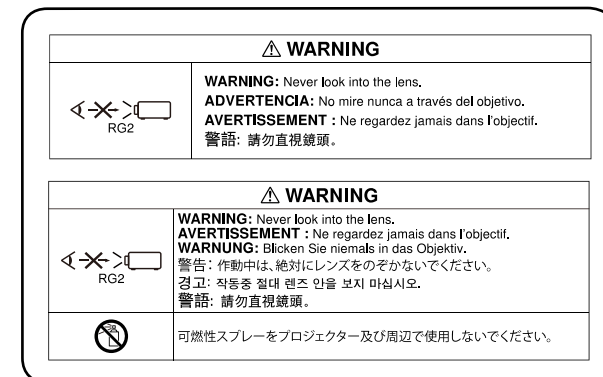 ⚠ WARNING
RG2
WARNING: Never look into the lens.
ADVERTENCIA: No mire nunca a través del objetivo.
AVERTISSEMENT : Ne regardez jamais dans l'objectif.
警語: 請勿直視鏡頭。
⚠ WARNING
RG2
WARNING: Never look into the lens.
AVERTISSEMENT : Ne regardez jamais dans l'objectif.
WARNUNG: Blicken Sie niemals in das Objektiv.
警告: 作動中は、絶対にレンズをのぞかないでください。
경고: 작동중 절대 렌즈 안을 보지 마십시오.
警語: 請勿直視鏡頭。
可燃性スプレーをプロジェクター及び周辺で使用しないでください。